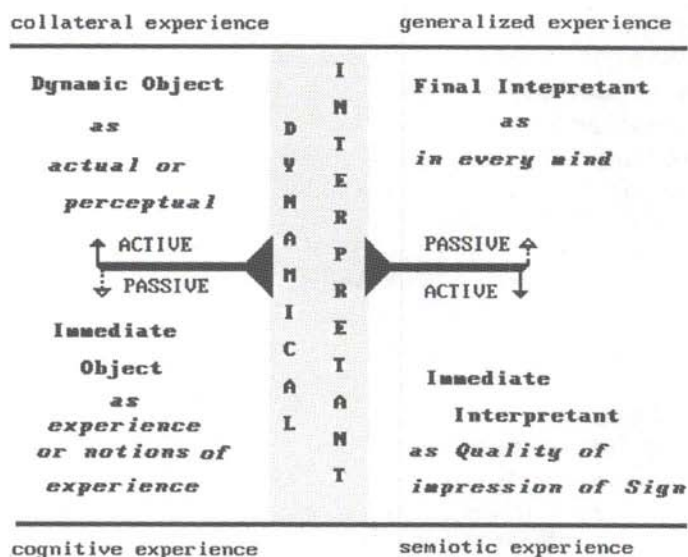 collateral experience
generalized experience
Dynamic Object
as
actual or
perceptual
ACTIVE
PASSIVE
Immediate
Object
as
experience
or notions of
experience
DYNAMICAL
INTERPRETANT
Final Intepretant
as
in every mind
PASSIVE
ACTIVE
Immediate
Interpretant
as Quality of
impression of Sign
cognitive experience
semiotic experience